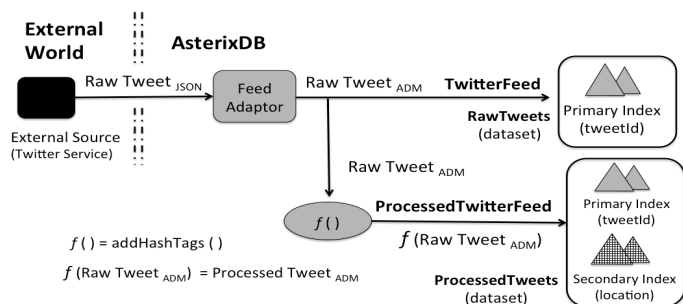 External
World
AsterixDB
Raw Tweet JSON
Feed
Adaptor
Raw Tweet ADM
TwitterFeed
RawTweets
(dataset)
Primary Index
(tweetId)
External Source
(Twitter Service)
Raw Tweet ADM
f ( )
ProcessedTwitterFeed
f (Raw Tweet ADM)
Primary Index
(tweetId)
f ( ) = addHashTags ( )
f (Raw Tweet ADM) = Processed Tweet ADM
ProcessedTweets
(dataset)
Secondary Index
(location)